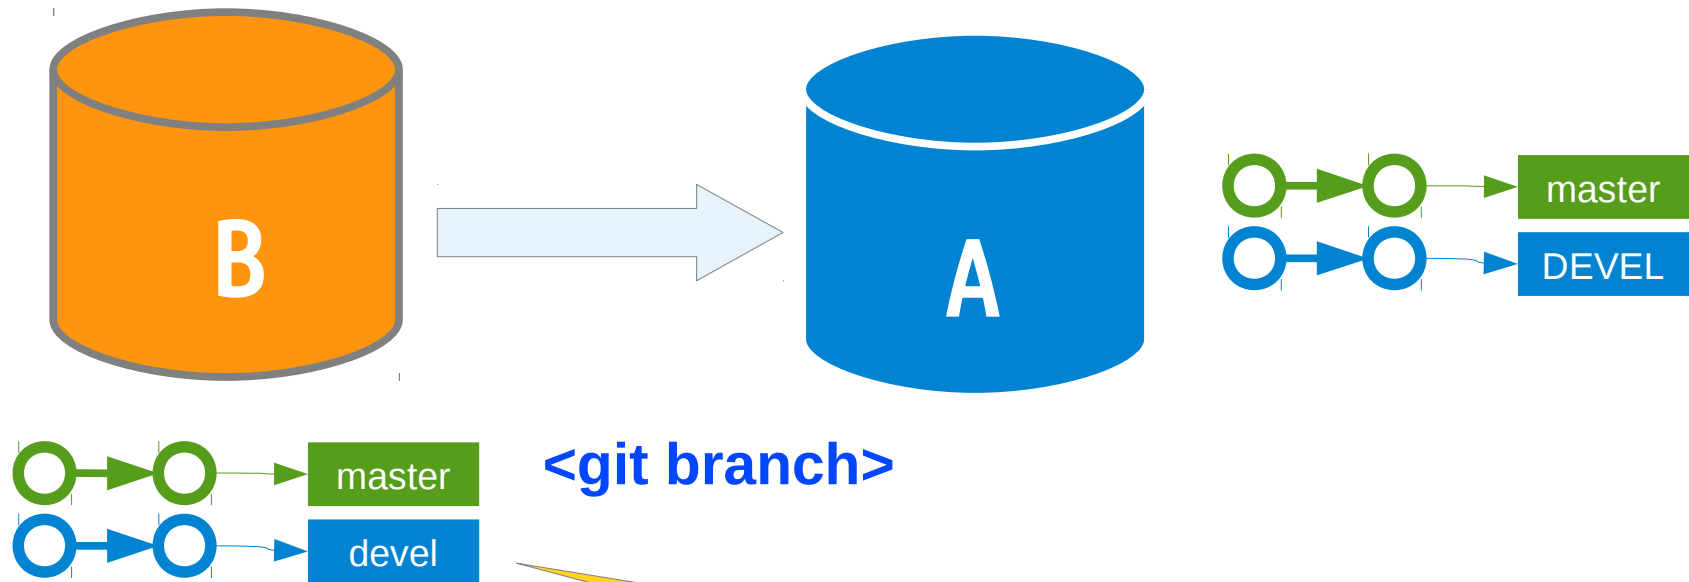 B
A
master
DEVEL
<git branch>
master
devel